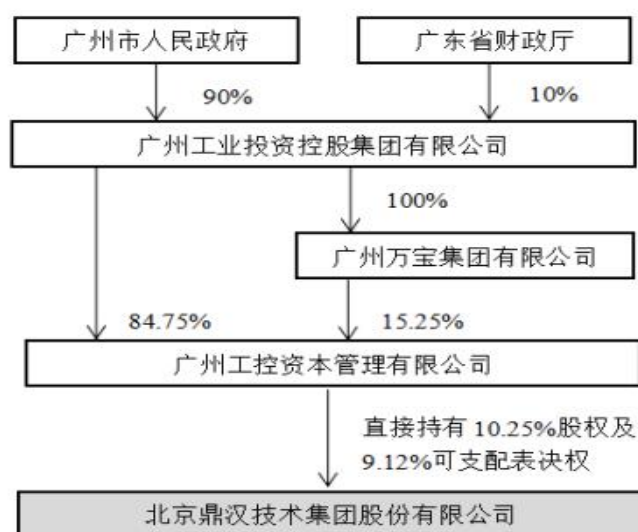 广州市人民政府
广东省财政厅
90%
10%
广州工业投资控股集团有限公司
100%
广州万宝集团有限公司
84.75%
15.25%
广州工控资本管理有限公司
直接持有 10.25%股权及
9.12%可支配表决权
北京鼎汉技术集团股份有限公司